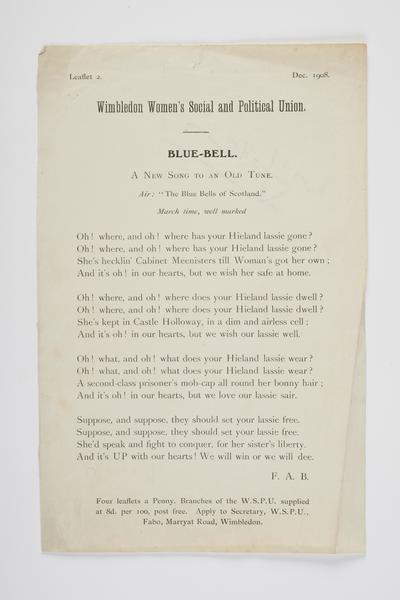 Leaflet 2. Dec. 1908.
Wimbledon Women's Social and Political Union.
BLUE-BELL.
A New Song to an Old Tune.
Air: "The Blue Bells of Scotland."
March time, well marked
Oh! where, and oh! where has your Hieland lassie gone?
Oh! where, and oh! where has your Hieland lassie gone?
She's hecklin' Cabinet Meenisters till Woman's got her own;
And it's oh! in our hearts, but we wish her safe at home.
Oh! where, and oh! where does your Hieland lassie dwell?
Oh! where, and oh! where does your Hieland lassie dwell?
She's kept in Castle Holloway, in a dim and airless cell;
And it's oh! in our hearts, but we wish our lassie well.
Oh! what, and oh! what does your Hieland lassie wear?
Oh! what, and oh! what does your Hieland lassie wear?
A second-class prisoner's mob-cap all round her bonny hair;
And it's oh! in our hearts, but we love our lassie sair.
Suppose, and suppose, they should set your lassie free.
Suppose, and suppose, they should set your lassie free.
She'd speak and fight to conquer, for her sister's liberty.
And it's UP with our hearts! We will win or we will dee.
F. A. B.
Four leaflets a Penny. Branches of the W.S.P.U. supplied
at 8d. per 100, post free. Apply to Secretary, W.S.P.U.,
Fabo, Marryat Road, Wimbledon.